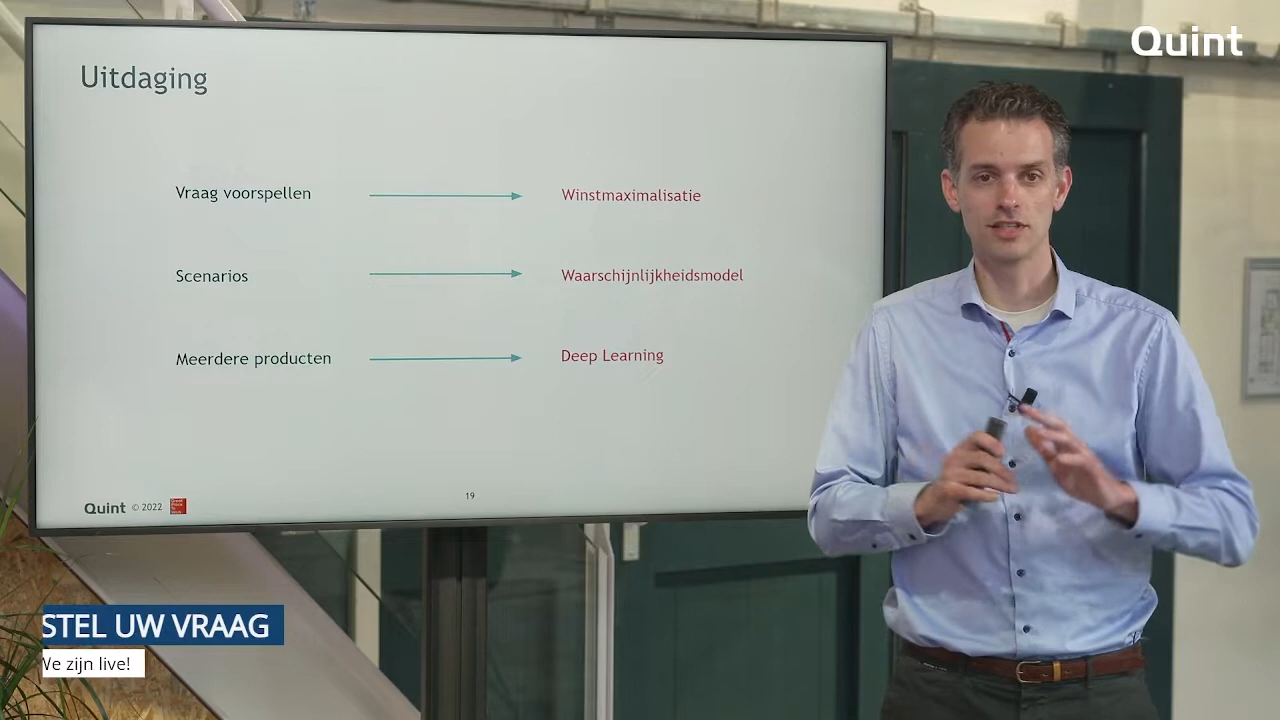 Quint
Uitdaging
Vraag voorspellen
Winstmaximalisatie
Scenarios
Waarschijnlijkheidsmodel
Meerdere producten
Deep Learning
Quint © 2022
19
STEL UW VRAAG
We zijn live!